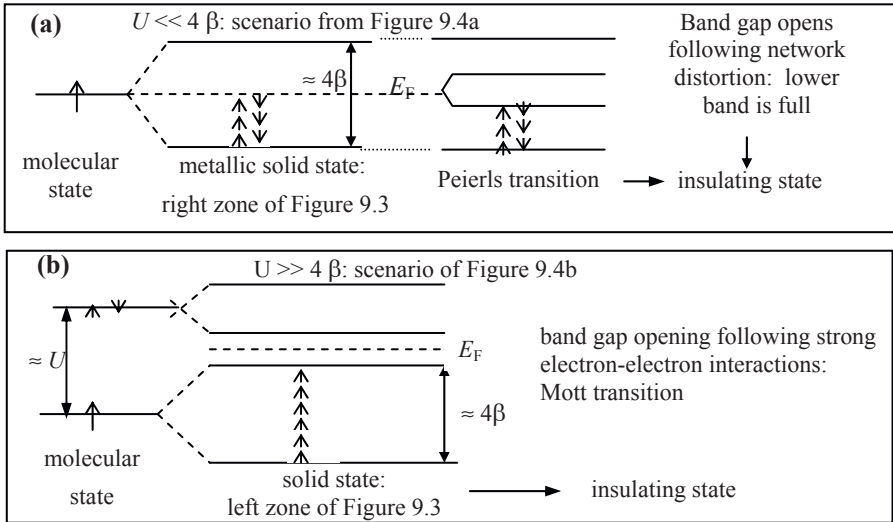 (a)
U << 4 β: scenario from Figure 9.4a
≈ 4β
E_F
molecular
state
metallic solid state:
right zone of Figure 9.3
Peierls transition
Band gap opens
following network
distortion: lower
band is full
insulating state
(b)
U >> 4 β: scenario of Figure 9.4b
≈ U
E_F
≈ 4β
molecular
state
solid state:
left zone of Figure 9.3
band gap opening following strong
electron-electron interactions:
Mott transition
insulating state